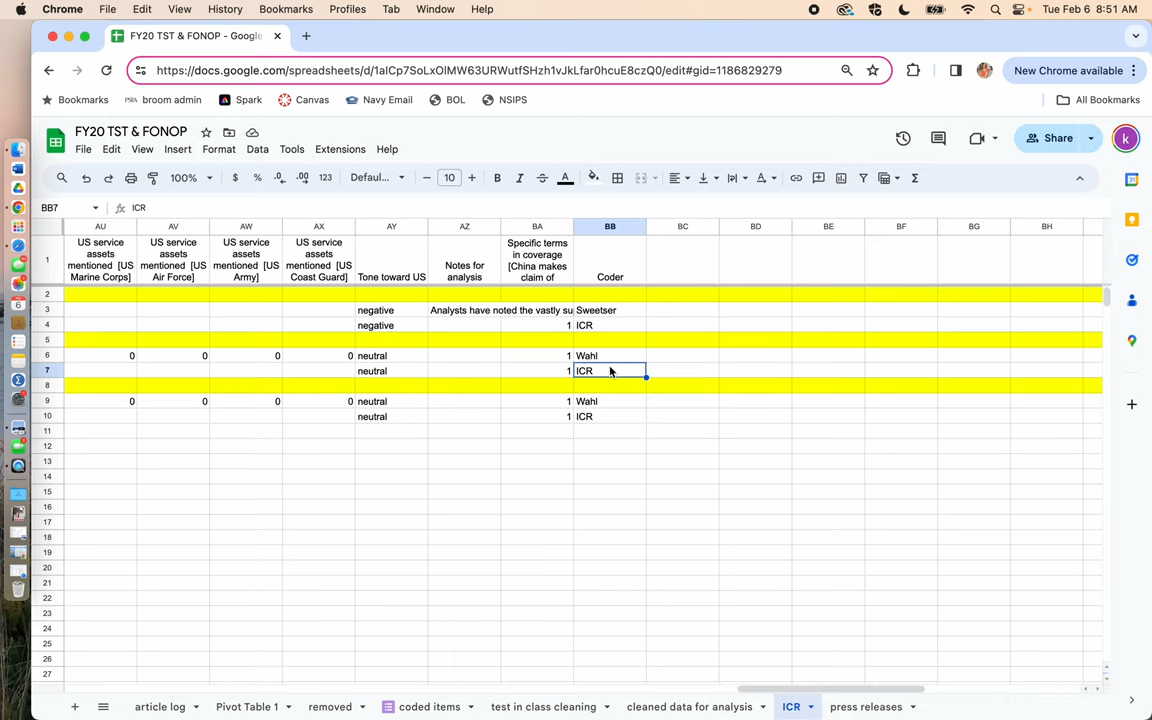 Chrome File Edit View History Bookmarks Profiles Tab Window Help Tue Feb 6 8:51 AM
FY20 TST & FONOP - Google
https://docs.google.com/spreadsheets/d/1alCp7SoLxOlMW63URWutfSHzh1vJkLfar0hcuE8czQ0/edit#gid=1186829279 New Chrome available
Bookmarks broom admin Spark Canvas Navy Email BOL NSIPS All Bookmarks
FY20 TST & FONOP
File Edit View Insert Format Data Tools Extensions Help Share k
100% $ % .0 .00 123 Defaul... 10 B I A
BB7 fx ICR
AU AV AW AX AY AZ BA BB BC BD BE BF BG BH
1 US service assets mentioned [US Marine Corps] US service assets mentioned [US Air Force] US service assets mentioned [US Army] US service assets mentioned [US Coast Guard] Tone toward US Notes for analysis Specific terms in coverage [China makes claim of Coder
2
3 negative Analysts have noted the vastly su Sweetser
4 negative 1 ICR
5
6 0 0 0 0 neutral 1 Wahl
7 neutral 1 ICR
8
9 0 0 0 0 neutral 1 Wahl
10 neutral 1 ICR
11
12
13
14
15
16
17
18
19
20
21
22
23
24
25
26
27
article log Pivot Table 1 removed coded items test in class cleaning cleaned data for analysis ICR press releases